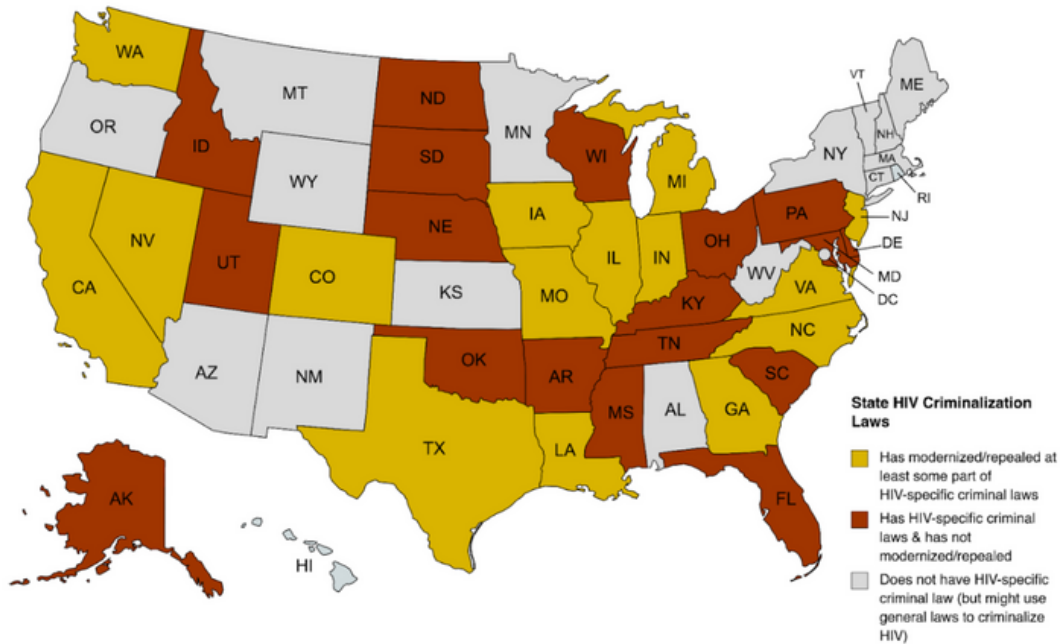 WA
MT
ND
MN
VT
ME
OR
ID
SD
WI
NH
NY
MA
CT
RI
WY
MI
NE
IA
PA
NJ
NV
UT
CO
IL
IN
OH
DE
MD
DC
CA
KS
MO
WV
VA
KY
NC
TN
AZ
NM
OK
AR
SC
MS
AL
GA
TX
LA
FL
AK
HI
State HIV Criminalization
Laws
Has modernized/repealed at
least some part of
HIV-specific criminal laws
Has HIV-specific criminal
laws & has not
modernized/repealed
Does not have HIV-specific
criminal law (but might use
general laws to criminalize
HIV)